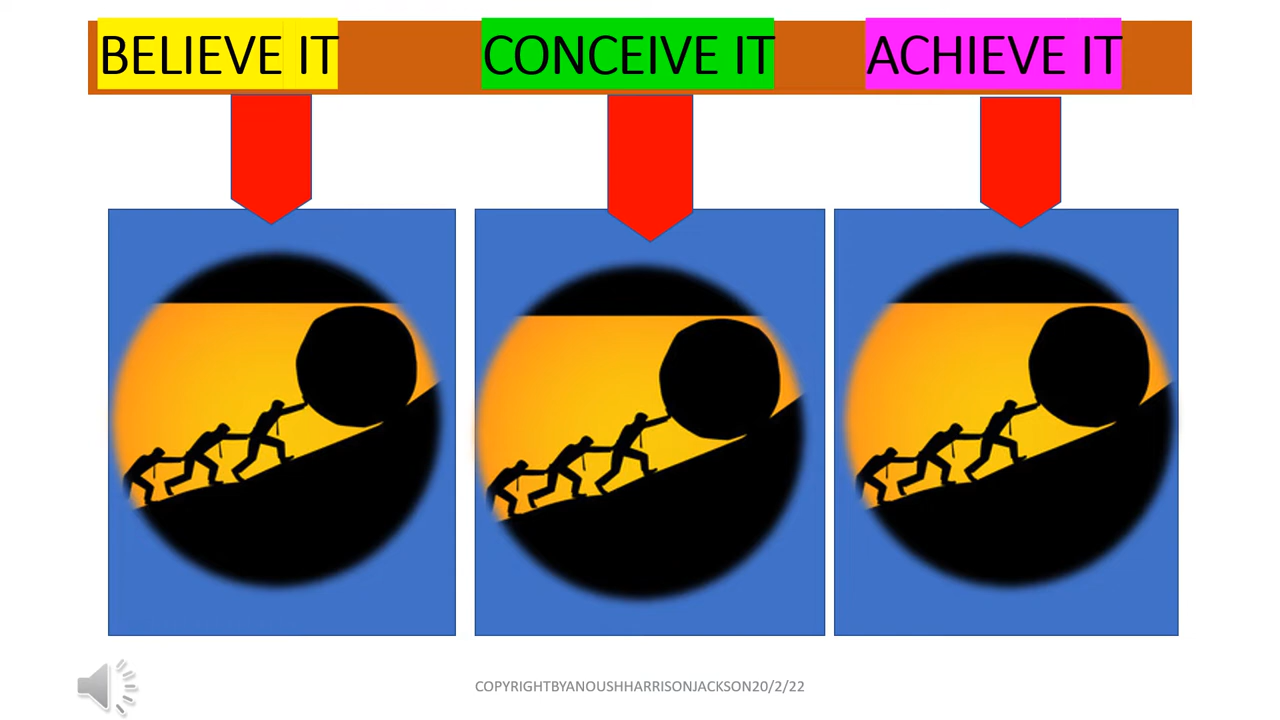 BELIEVE IT
CONCEIVE IT
ACHIEVE IT
COPYRIGHTBYANOUSHHARRISONJACKSON20/2/22